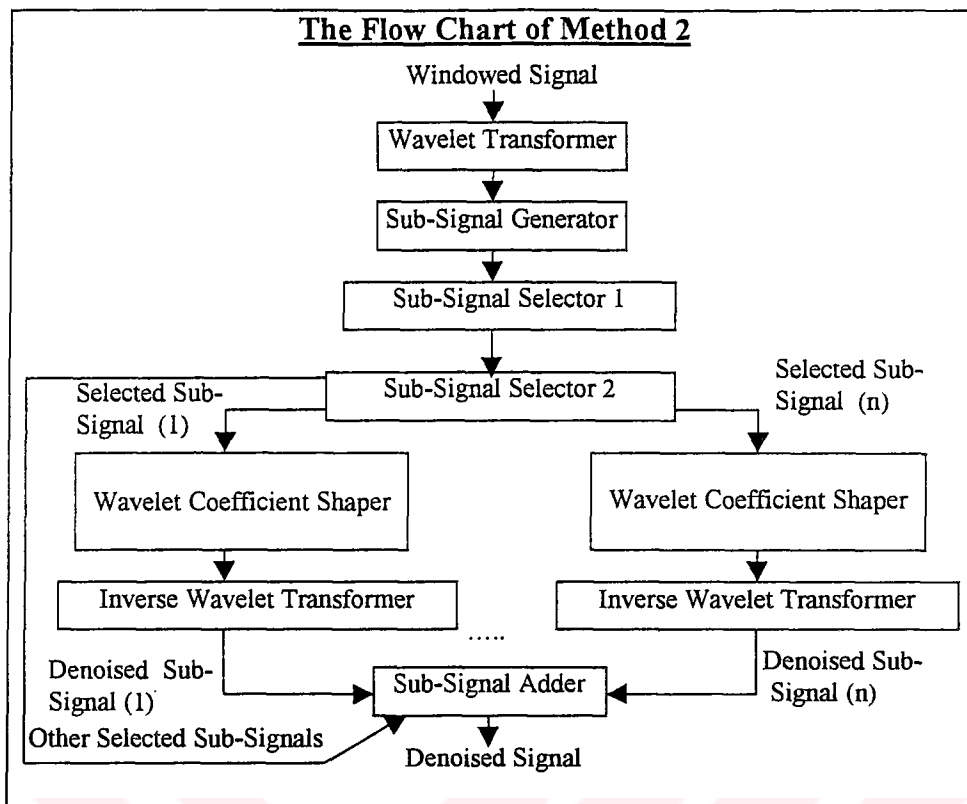 The Flow Chart of Method 2
Windowed Signal
Wavelet Transformer
Sub-Signal Generator
Sub-Signal Selector 1
Sub-Signal Selector 2
Selected Sub-
Signal (1)
Selected Sub-
Signal (n)
Wavelet Coefficient Shaper
Wavelet Coefficient Shaper
Inverse Wavelet Transformer
Inverse Wavelet Transformer
.....
Denoised Sub-
Signal (1)
Denoised Sub-
Signal (n)
Sub-Signal Adder
Other Selected Sub-Signals
Denoised Signal